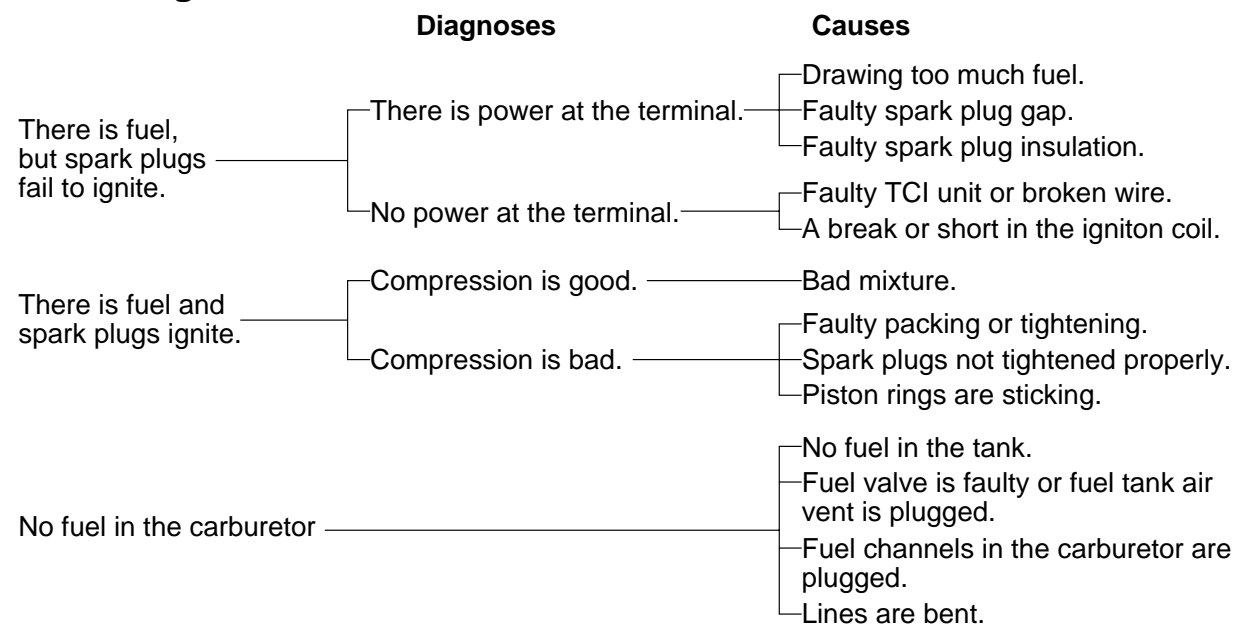 Diagnoses Causes
There is fuel,
but spark plugs
fail to ignite.
There is power at the terminal.
Drawing too much fuel.
Faulty spark plug gap.
Faulty spark plug insulation.
No power at the terminal.
Faulty TCI unit or broken wire.
A break or short in the igniton coil.
There is fuel and
spark plugs ignite.
Compression is good.
Bad mixture.
Compression is bad.
Faulty packing or tightening.
Spark plugs not tightened properly.
Piston rings are sticking.
No fuel in the carburetor
No fuel in the tank.
Fuel valve is faulty or fuel tank air
vent is plugged.
Fuel channels in the carburetor are
plugged.
Lines are bent.